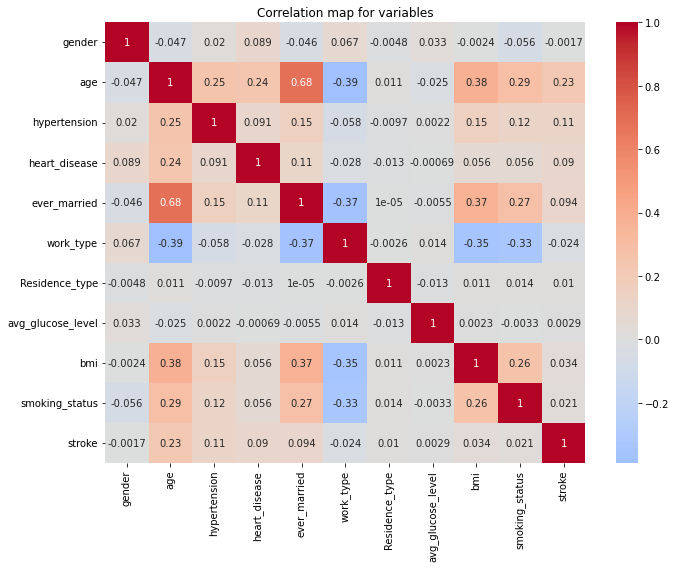 Correlation map for variables
gender 1 -0.047 0.02 0.089 -0.046 0.067 -0.0048 0.033 -0.0024 -0.056 -0.0017
age -0.047 1 0.25 0.24 0.68 -0.39 0.011 -0.025 0.38 0.29 0.23
hypertension 0.02 0.25 1 0.091 0.15 -0.058 -0.0097 0.0022 0.15 0.12 0.11
heart_disease 0.089 0.24 0.091 1 0.11 -0.028 -0.013 -0.00069 0.056 0.056 0.09
ever_married -0.046 0.68 0.15 0.11 1 -0.37 1e-05 -0.0055 0.37 0.27 0.094
work_type 0.067 -0.39 -0.058 -0.028 -0.37 1 -0.0026 0.014 -0.35 -0.33 -0.024
Residence_type -0.0048 0.011 -0.0097 -0.013 1e-05 -0.0026 1 -0.013 0.011 0.014 0.01
avg_glucose_level 0.033 -0.025 0.0022 -0.00069 -0.0055 0.014 -0.013 1 0.0023 -0.0033 0.0029
bmi -0.0024 0.38 0.15 0.056 0.37 -0.35 0.011 0.0023 1 0.26 0.034
smoking_status -0.056 0.29 0.12 0.056 0.27 -0.33 0.014 -0.0033 0.26 1 0.021
stroke -0.0017 0.23 0.11 0.09 0.094 -0.024 0.01 0.0029 0.034 0.021 1
gender
age
hypertension
heart_disease
ever_married
work_type
Residence_type
avg_glucose_level
bmi
smoking_status
stroke
1.0
0.8
0.6
0.4
0.2
0.0
−0.2